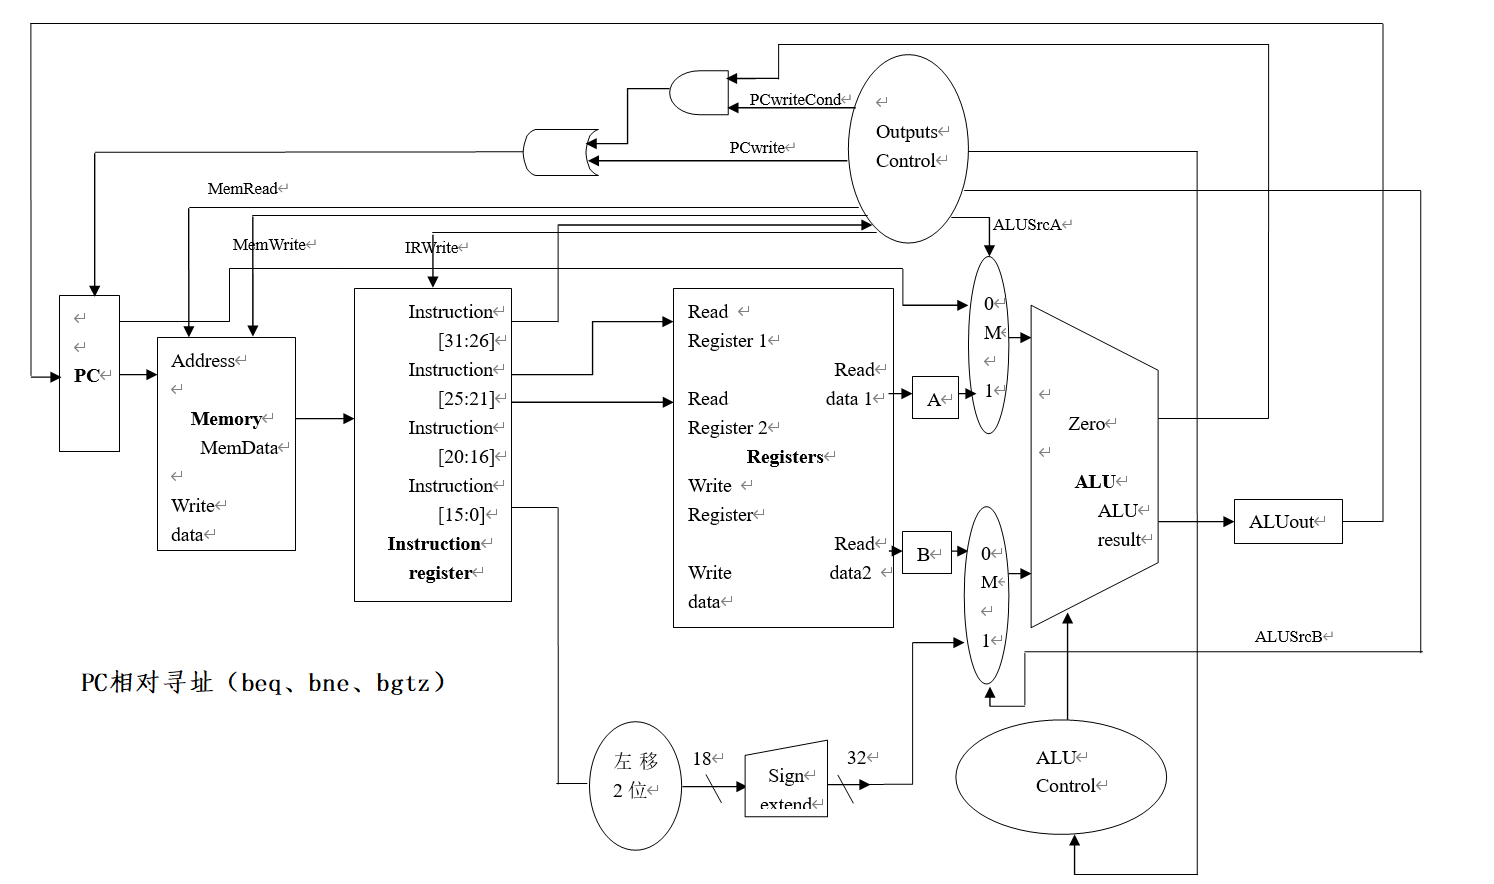 PCwriteCond
Outputs
Control
PCwrite
MemRead
MemWrite
IRWrite
ALUSrcA
PC
Address
Memory
MemData
Write
data
Instruction
[31:26]
Instruction
[25:21]
Instruction
[20:16]
Instruction
[15:0]
Instruction
register
Read
Register 1
Read
data 1
Read
Register 2
Registers
Write
Register
Read
data2
Write
data
A
B
0
M
1
0
M
1
Zero
ALU
ALU
result
ALUout
ALUSrcB
PC相对寻址（beq、bne、bgtz）
左 移
2 位
18
Sign
extend
32
ALU
Control